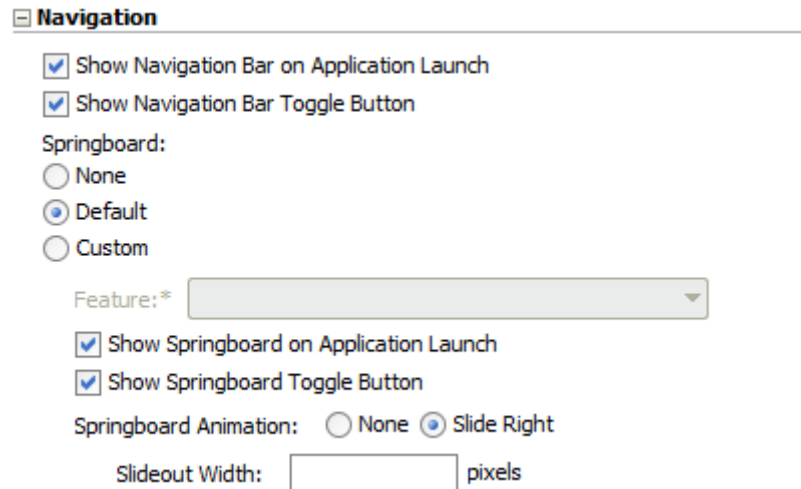 Navigation
Show Navigation Bar on Application Launch
Show Navigation Bar Toggle Button
Springboard:
None
Default
Custom
Feature:*
Show Springboard on Application Launch
Show Springboard Toggle Button
Springboard Animation: None Slide Right
Slideout Width: pixels